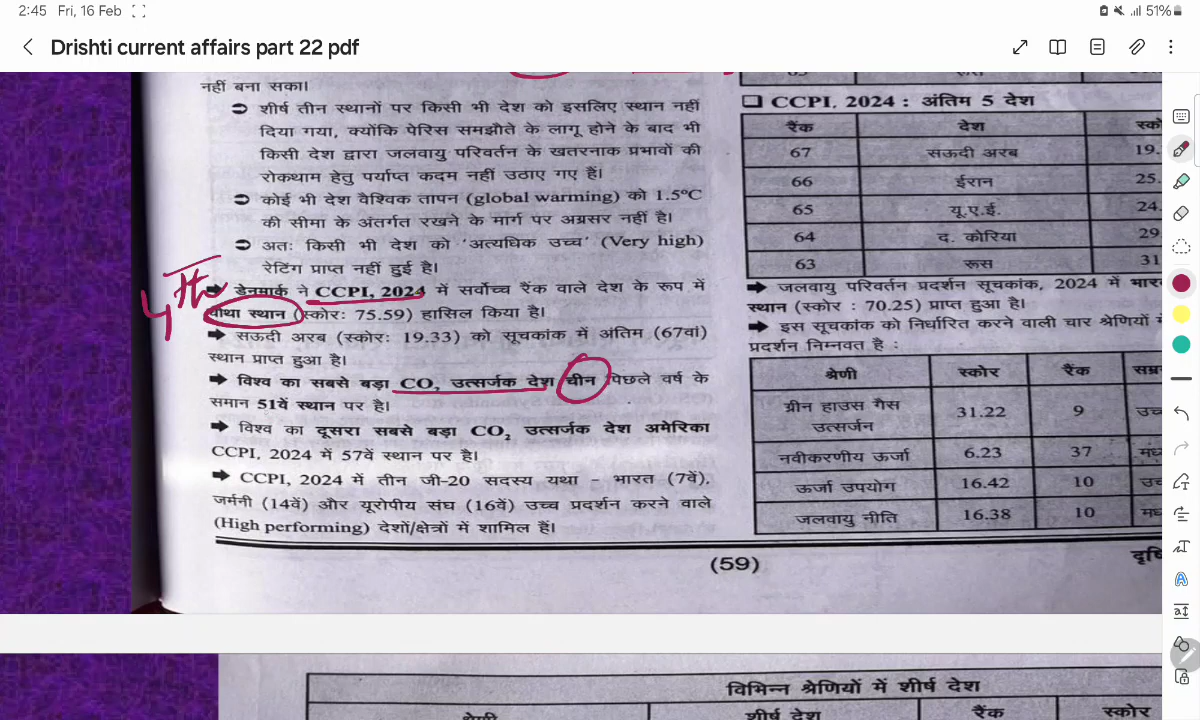 2:45 Fri, 16 Feb
51%
Drishti current affairs part 22 pdf
नहीं बना सका।
➲ शीर्ष तीन स्थानों पर किसी भी देश को इसलिए स्थान नहीं
दिया गया, क्योंकि पेरिस समझौते के लागू होने के बाद भी
किसी देश द्वारा जलवायु परिवर्तन के खतरनाक प्रभावों की
रोकथाम हेतु पर्याप्त कदम नहीं उठाए गए हैं।
➲ कोई भी देश वैश्विक तापन (global warming) को 1.5°C
की सीमा के अंतर्गत रखने के मार्ग पर अग्रसर नहीं है।
➲ अतः किसी भी देश को 'अत्यधिक उच्च' (Very high)
रेटिंग प्राप्त नहीं हुई है।
4th
➡ डेनमार्क ने CCPI, 2024 में सर्वोच्च रैंक वाले देश के रूप में
चौथा स्थान (स्कोरः 75.59) हासिल किया है।
➡ सऊदी अरब (स्कोरः 19.33) को सूचकांक में अंतिम (67वां)
स्थान प्राप्त हुआ है।
➡ विश्व का सबसे बड़ा CO₂ उत्सर्जक देश चीन पिछले वर्ष के
समान 51वें स्थान पर है।
➡ विश्व का दूसरा सबसे बड़ा CO₂ उत्सर्जक देश अमेरिका
CCPI, 2024 में 57वें स्थान पर है।
➡ CCPI, 2024 में तीन जी-20 सदस्य यथा - भारत (7वें),
जर्मनी (14वें) और यूरोपीय संघ (16वें) उच्च प्रदर्शन करने वाले
(High performing) देशों/क्षेत्रों में शामिल हैं।
❑ CCPI, 2024 : अंतिम 5 देश
रैंक देश स्को
67 सऊदी अरब 19.
66 ईरान 25.
65 यू.ए.ई. 24.
64 द. कोरिया 29
63 रूस 31
➡ जलवायु परिवर्तन प्रदर्शन सूचकांक, 2024 में भार
स्थान (स्कोर : 70.25) प्राप्त हुआ है।
➡ इस सूचकांक को निर्धारित करने वाली चार श्रेणियों में
प्रदर्शन निम्नवत है :
श्रेणी स्कोर रैंक सम्र
ग्रीन हाउस गैस
उत्सर्जन 31.22 9 उच
नवीकरणीय ऊर्जा 6.23 37 मध
ऊर्जा उपयोग 16.42 10 उच
जलवायु नीति 16.38 10 मध
(59)
दृष्टि
विभिन्न श्रेणियों में शीर्ष देश
श्रेणी शीर्ष देश रैंक स्कोर